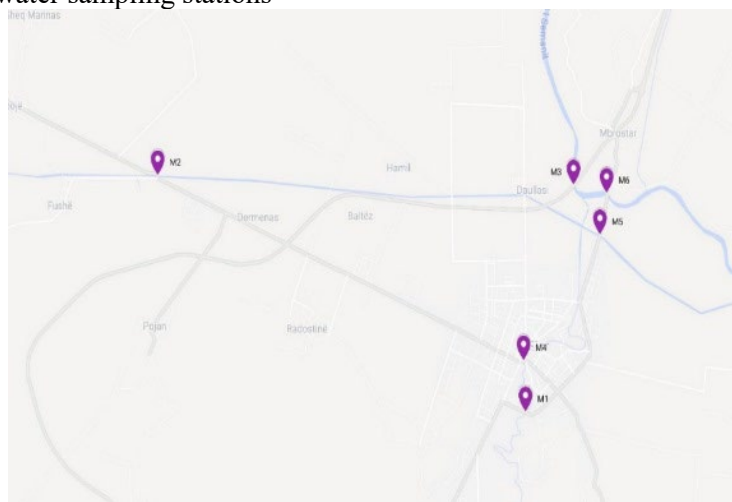 water sampling stations
Mbrostar
M2
M3
Hamil
M6
Daullas
Fushë
M5
Dermenas
Baltëz
Pojan
Radostinë
M4
M1